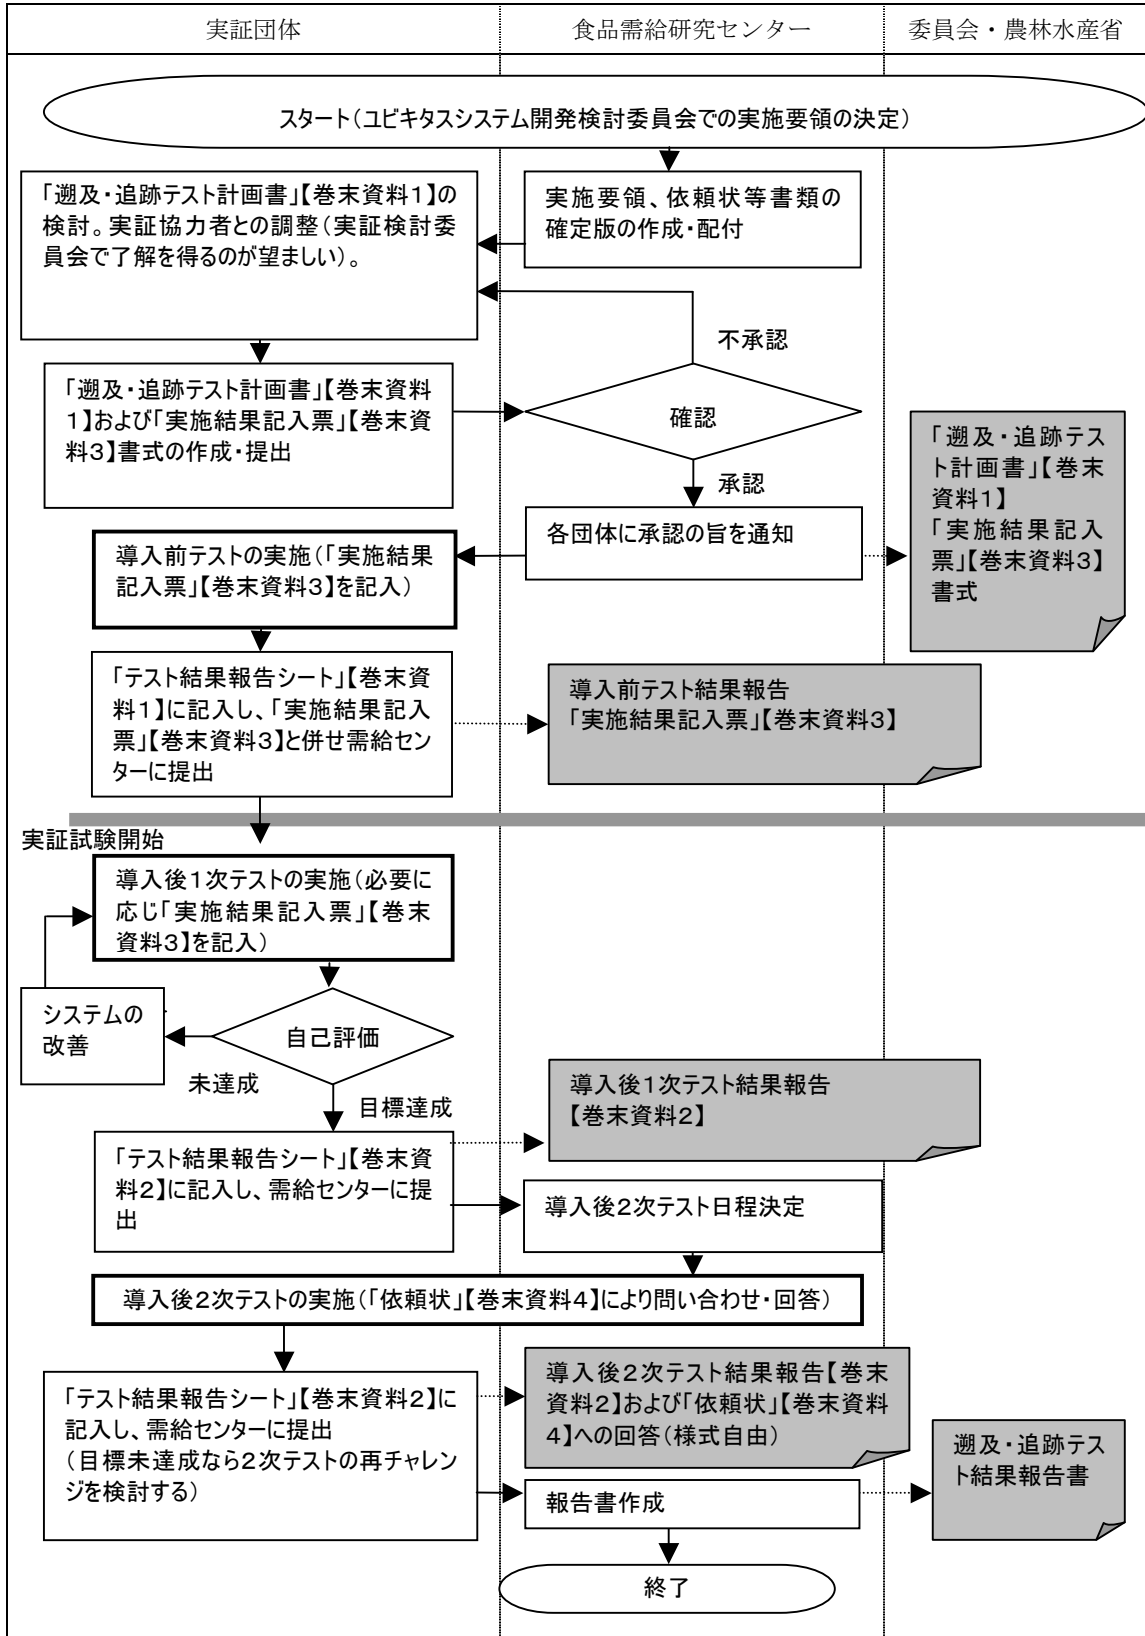 実証団体
食品需給研究センター
委員会・農林水産省
スタート（ユビキタスシステム開発検討委員会での実施要領の決定）
「遡及・追跡テスト計画書」【巻末資料１】の
検討。実証協力者との調整（実証検討委
員会で了解を得るのが望ましい）。
実施要領、依頼状等書類の
確定版の作成・配付
不承認
「遡及・追跡テスト計画書」【巻末資料
１】および「実施結果記入票」【巻末資
料３】書式の作成・提出
確認
承認
「遡及・追跡テス
ト計画書」【巻末
資料１】
「実施結果記入
票」【巻末資料３】
書式
各団体に承認の旨を通知
導入前テストの実施（「実施結果
記入票」【巻末資料３】を記入）
「テスト結果報告シート」【巻末資
料１】に記入し、「実施結果記入
票」【巻末資料３】と併せ需給セン
ターに提出
導入前テスト結果報告
「実施結果記入票」【巻末資料３】
実証試験開始
導入後１次テストの実施（必要に
応じ「実施結果記入票」【巻末
資料３】を記入）
システムの
改善
自己評価
未達成
目標達成
導入後１次テスト結果報告
【巻末資料２】
「テスト結果報告シート」【巻末資
料２】に記入し、需給センターに提
出
導入後２次テスト日程決定
導入後２次テストの実施（「依頼状」【巻末資料４】により問い合わせ・回答）
「テスト結果報告シート」【巻末資料２】に
記入し、需給センターに提出
（目標未達成なら２次テストの再チャレン
ジを検討する）
導入後２次テスト結果報告【巻末
資料２】および「依頼状」【巻末資料
４】への回答（様式自由）
遡及・追跡テス
ト結果報告書
報告書作成
終了